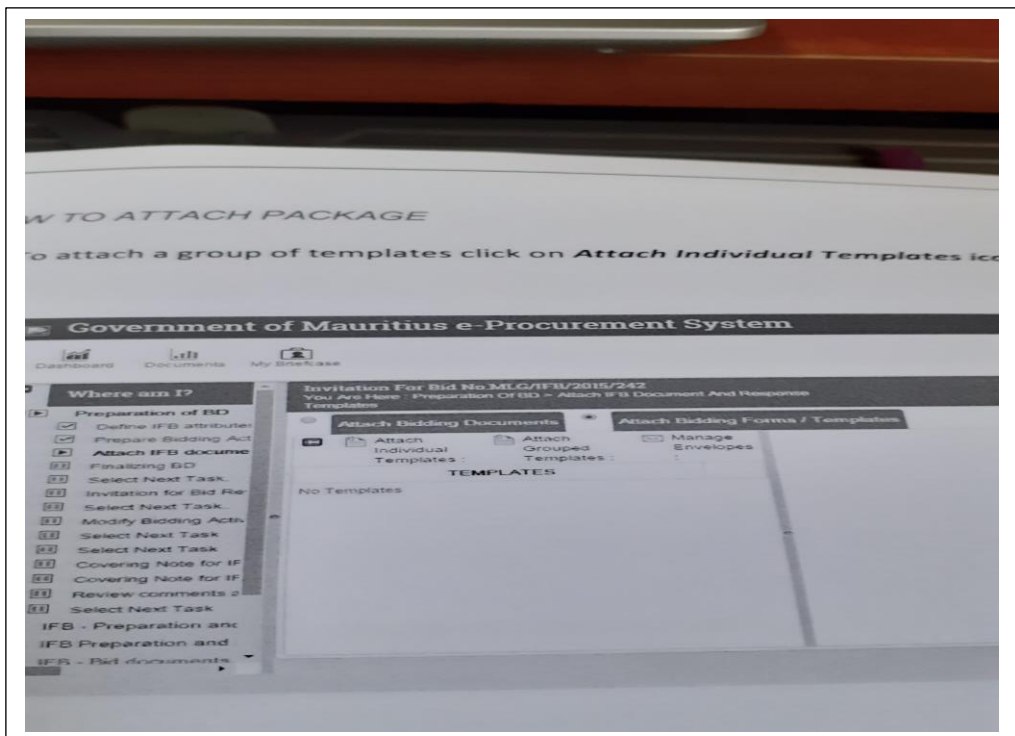 W TO ATTACH PACKAGE
o attach a group of templates click on Attach Individual Templates ico
Government of Mauritius e-Procurement System
Dashboard Documents My Briefcase
Where am I?
Preparation of BD
Define IFB attributes
Prepare Bidding Act
Attach IFB docume
Finalizing BD
Select Next Task.
Invitation for Bid Re
Select Next Task.
Modify Bidding Acti
Select Next Task
Select Next Task
Covering Note for IF
Covering Note for IF
Review comments a
Select Next Task
IFB - Preparation and
IFB Preparation and
IFB - Bid documents
Invitation For Bid No.MLG/IFB/2015/242
You Are Here : Preparation Of BD > Attach IFB Document And Response
Templates
Attach Bidding Documents
Attach Bidding Forms / Templates
Attach Individual Templates :
Attach Grouped Templates :
Manage Envelopes :
TEMPLATES
No Templates